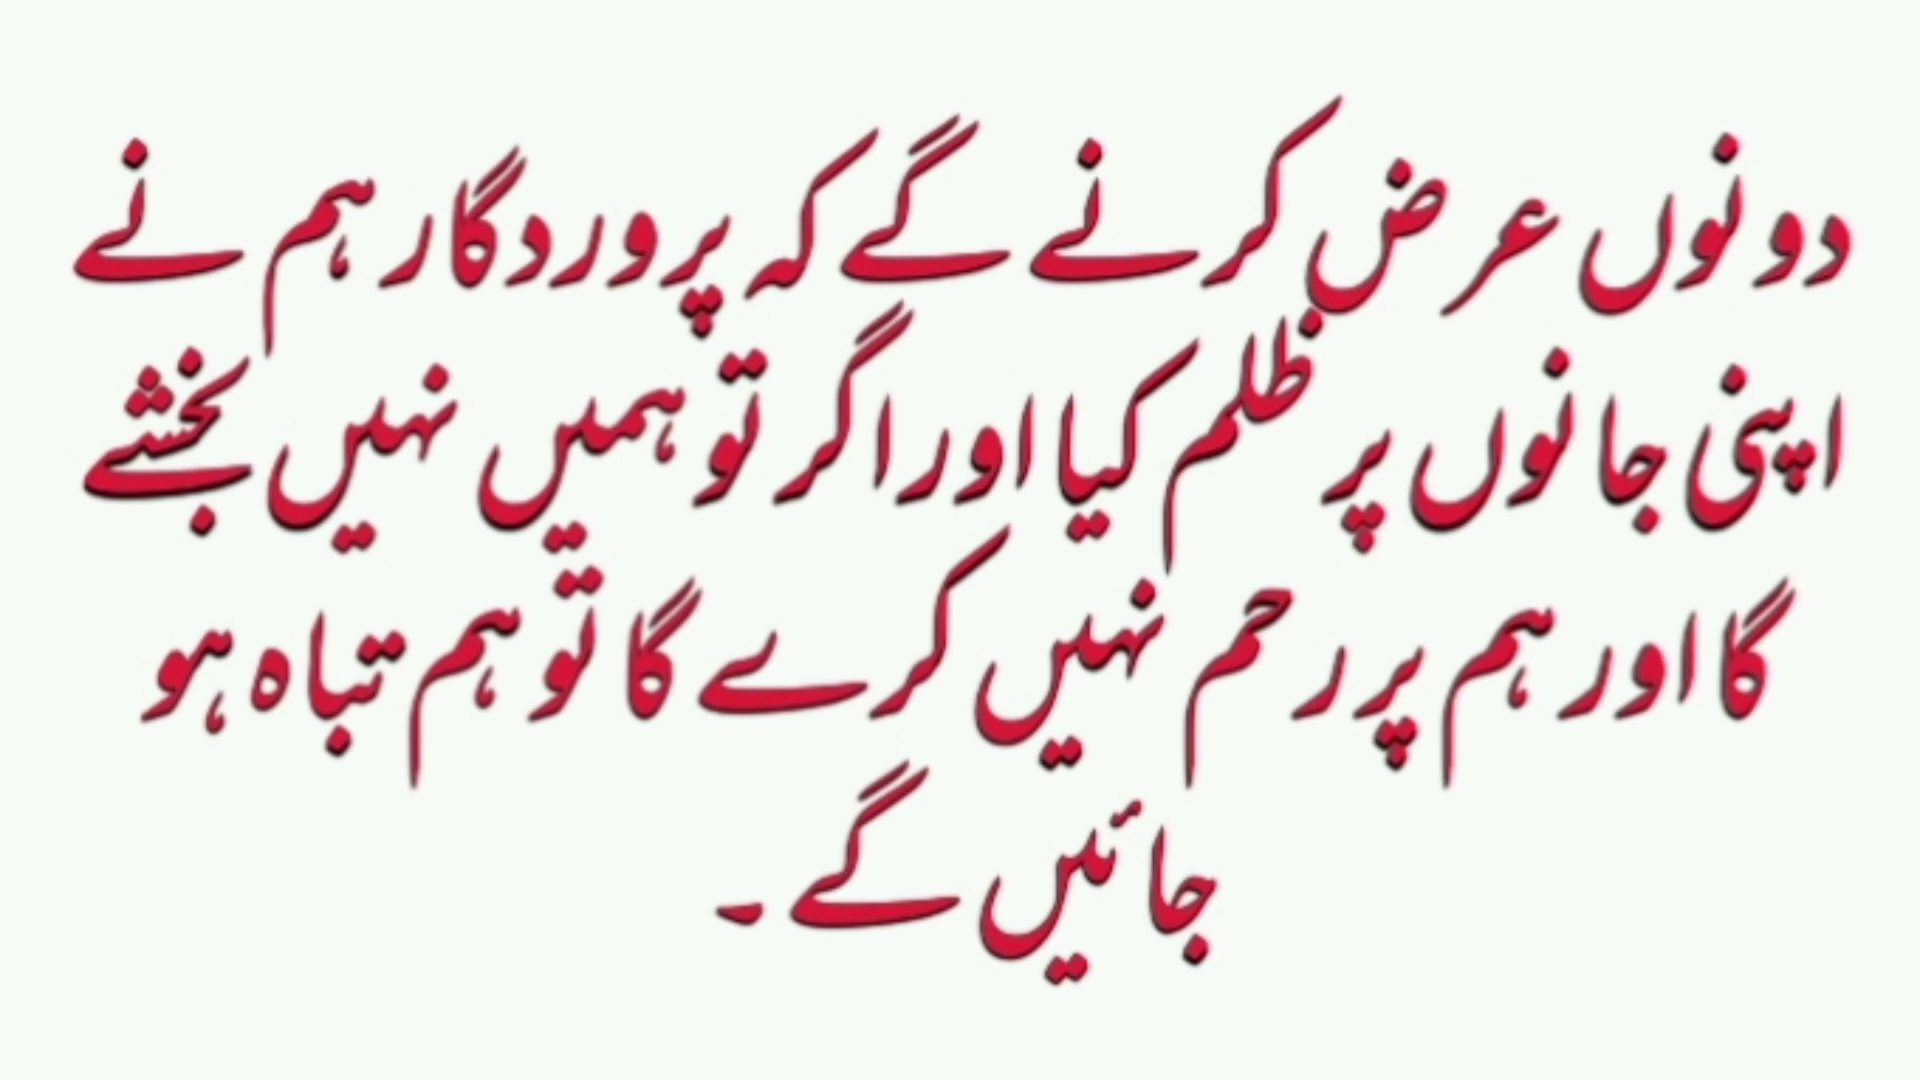 دونوں عرض کرنے گے کہ پروردگار ہم نے
اپنی جانوں پر ظلم کیا اور اگر تو ہمیں نہیں بخشے
گا اور ہم پر رحم نہیں کرے گا تو ہم تباہ ہو
جائیں گے ۔